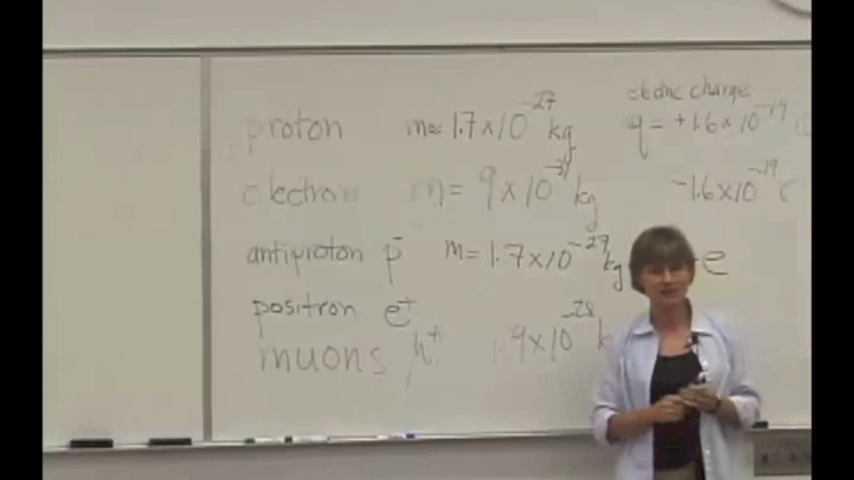 electric charge
proton m≈ 1.7×10⁻²⁷ kg q = +1.6×10⁻¹⁹ C
electron m = 9×10⁻³¹ kg -1.6×10⁻¹⁹ C
antiproton p̄ m = 1.7×10⁻²⁷ kg e
positron e⁺
muons μ⁺ 1.9×10⁻²⁸ k